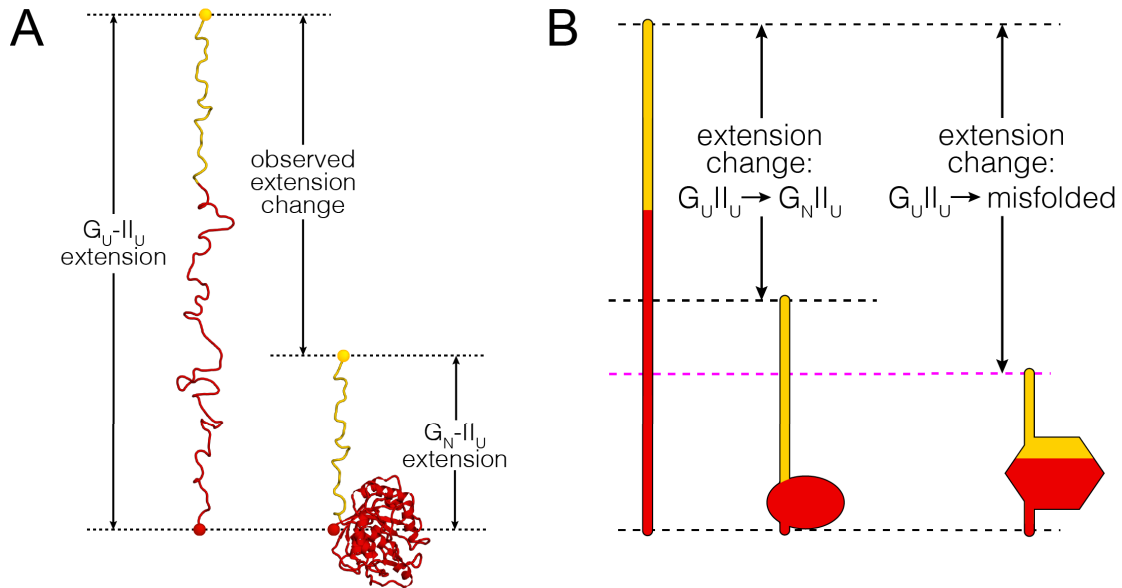 A
G_U-II_U
extension
observed
extension
change
G_N-II_U
extension
B
extension
change:
G_UII_U → G_NII_U
extension
change:
G_UII_U → misfolded